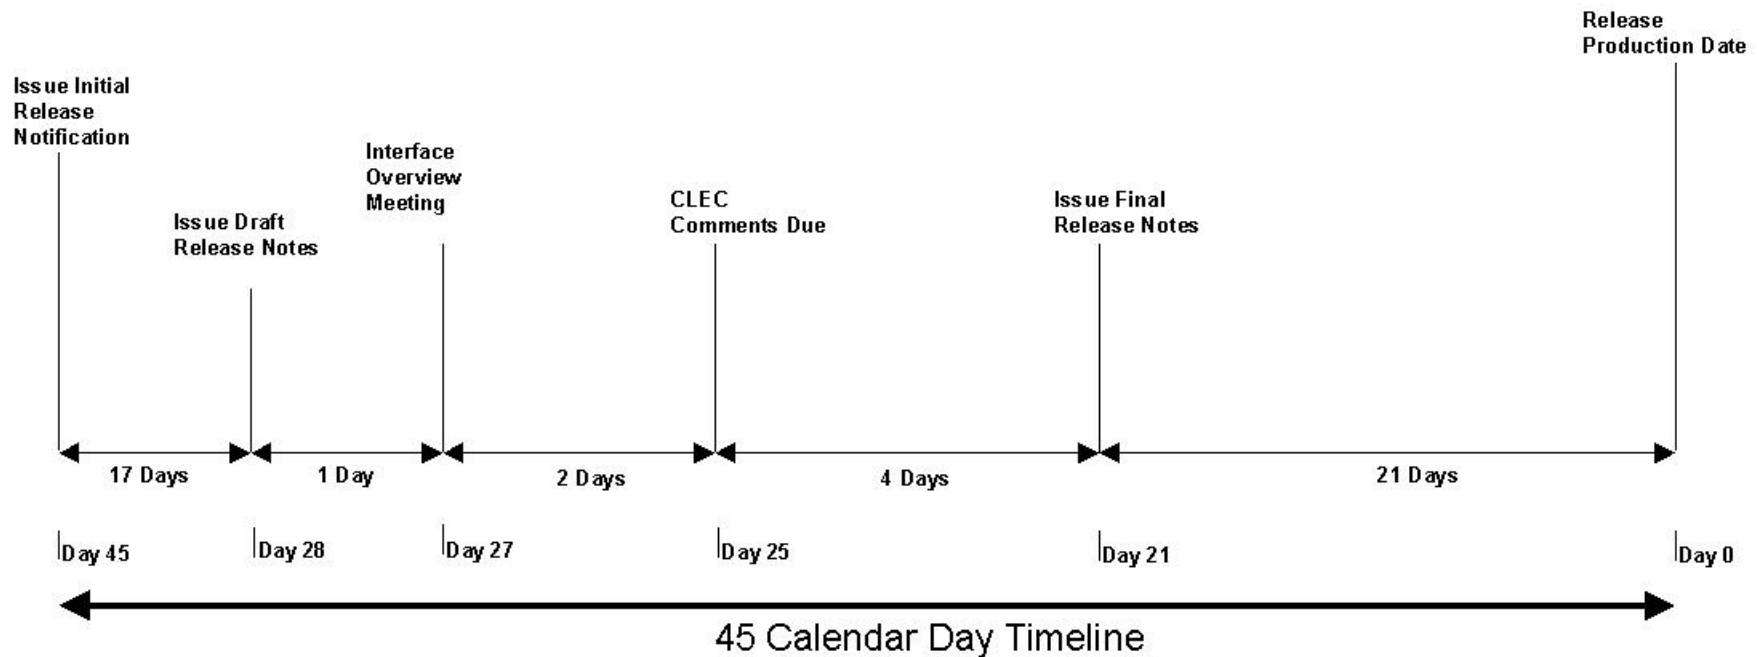 Release
Production Date
Issue Initial
Release
Notification
Interface
Overview
Meeting
CLEC
Comments Due
Issue Final
Release Notes
Issue Draft
Release Notes
17 Days
1 Day
2 Days
4 Days
21 Days
Day 45
Day 28
Day 27
Day 25
Day 21
Day 0
45 Calendar Day Timeline